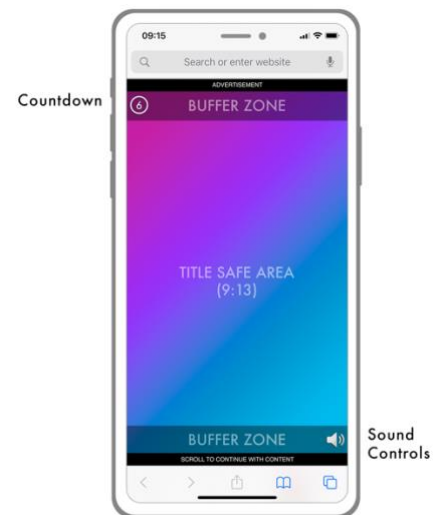 09:15
Search or enter website
ADVERTISEMENT
Countdown
6
BUFFER ZONE
TITLE SAFE AREA
(9:13)
BUFFER ZONE
Sound
Controls
SCROLL TO CONTINUE WITH CONTENT